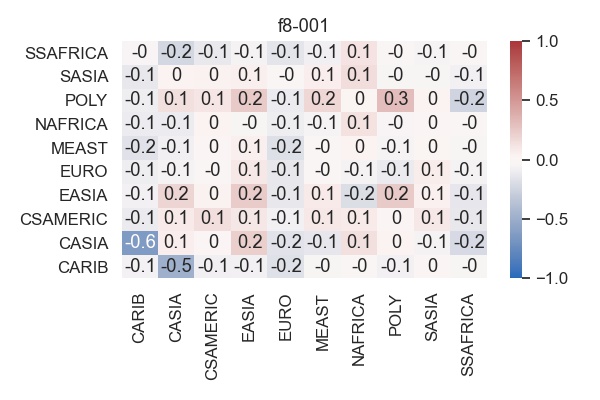 f8-001
SSAFRICA -0 -0.2 -0.1 -0.1 -0.1 -0.1 0.1 -0 -0.1 -0
SASIA -0.1 0 0 0.1 -0 0.1 0.1 -0 -0 -0.1
POLY -0.1 0.1 0.1 0.2 -0.1 0.2 0 0.3 0 -0.2
NAFRICA -0.1 -0.1 0 -0 -0.1 -0.1 0.1 -0 0 -0
MEAST -0.2 -0.1 0 0.1 -0.2 -0 0 -0.1 0 -0
EURO -0.1 -0.1 -0 0.1 -0.1 -0 -0.1 -0.1 0.1 -0.1
EASIA -0.1 0.2 0 0.2 -0.1 0.1 -0.2 0.2 0.1 -0.1
CSAMERIC -0.1 0.1 0.1 0.1 -0.1 0.1 0.1 0 0.1 -0.1
CASIA -0.6 0.1 0 0.2 -0.2 -0.1 0.1 0 -0.1 -0.2
CARIB -0.1 -0.5 -0.1 -0.1 -0.2 -0 -0 -0.1 0 -0
CARIB CASIA CSAMERIC EASIA EURO MEAST NAFRICA POLY SASIA SSAFRICA
1.0
0.5
0.0
−0.5
−1.0